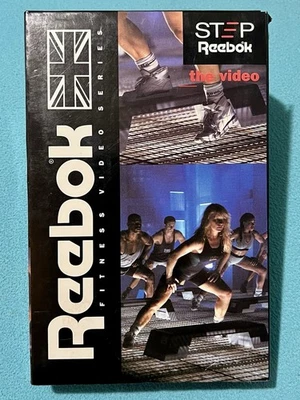 STEP
Reebok
the video
Reebok®
FITNESS VIDEO SERIES